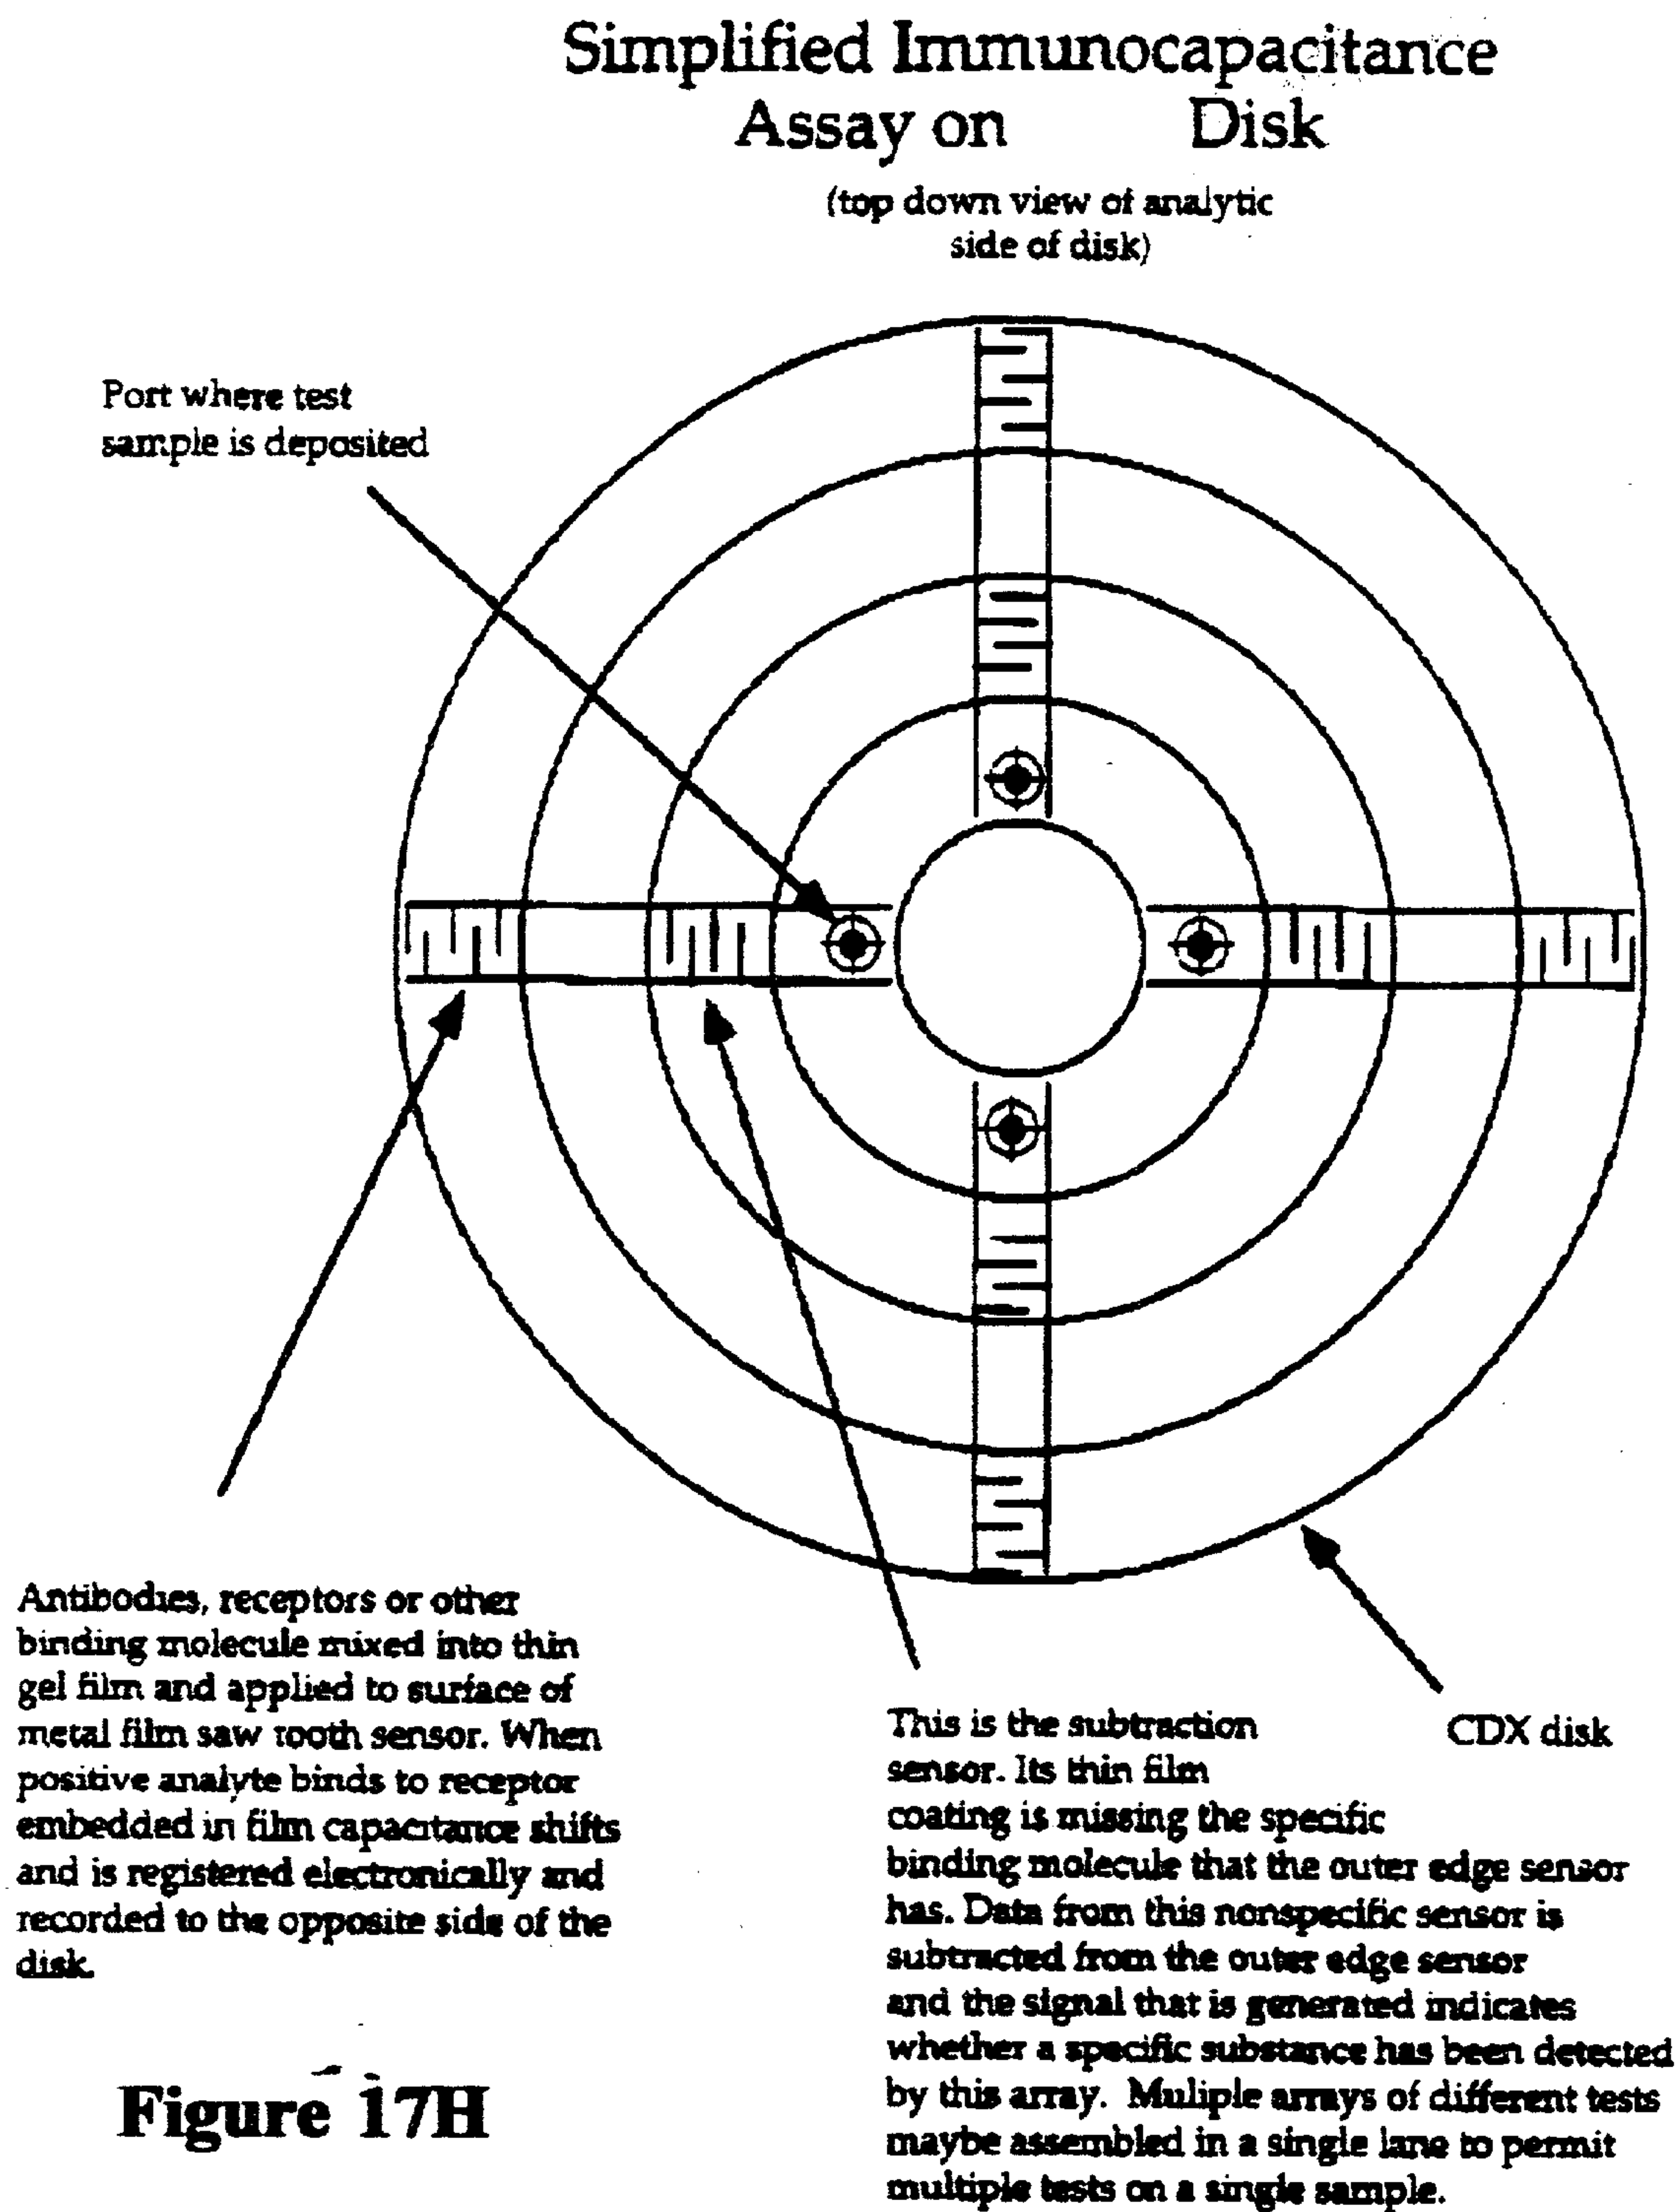 Simplified Immunocapacitance
Assay on Disk
(top down view of analytic
side of disk)
Port where test
sample is deposited
Antibodies, receptors or other
binding molecule mixed into thin
gel film and applied to surface of
metal film saw tooth sensor. When
positive analyte binds to receptor
embedded in film capacitance shifts
and is registered electronically and
recorded to the opposite side of the
disk.
This is the subtraction
sensor. Its thin film
coating is missing the specific
binding molecule that the outer edge sensor
has. Data from this nonspecific sensor is
subtracted from the outer edge sensor
and the signal that is generated indicates
whether a specific substance has been detected
by this array. Muliple arrays of different tests
maybe assembled in a single lane to permit
multiple tests on a single sample.
CDX disk
Figure 17H